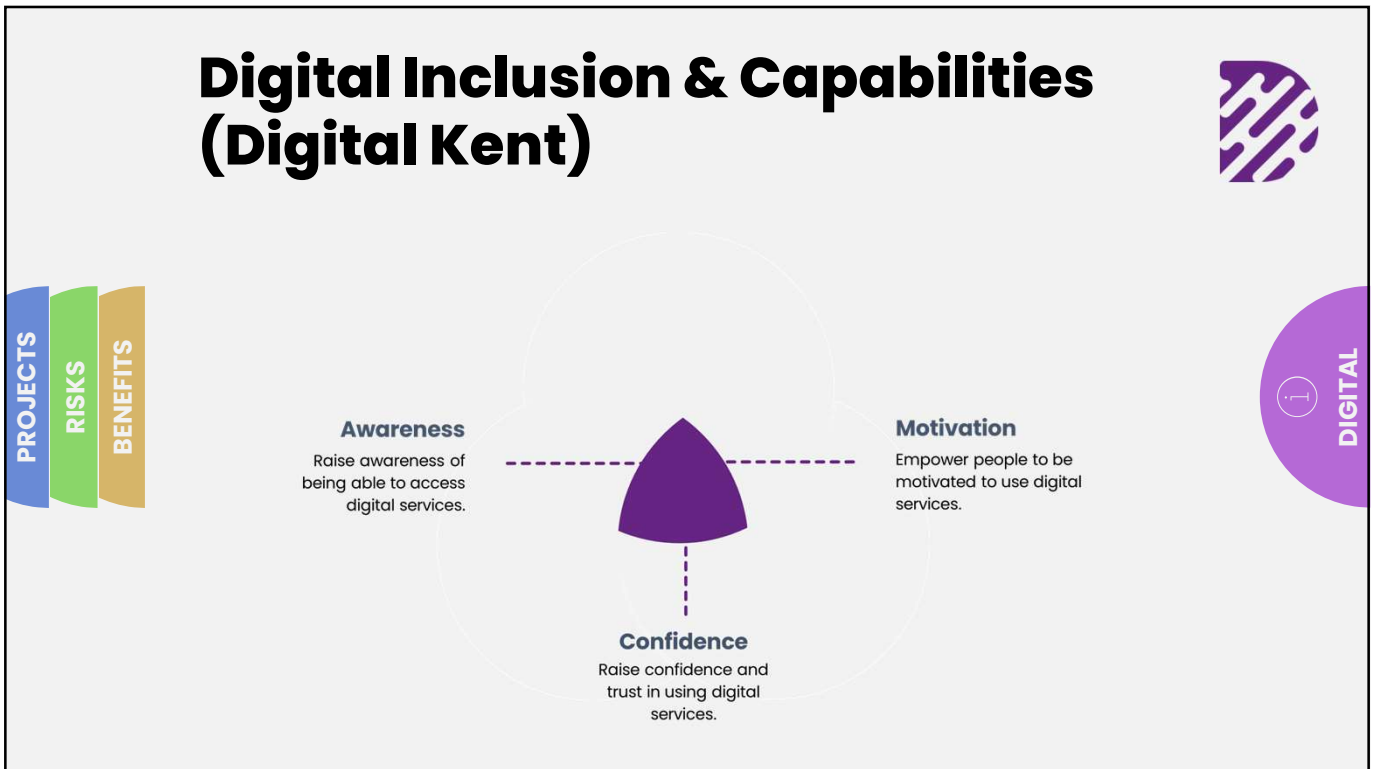 Digital Inclusion & Capabilities
(Digital Kent)
PROJECTS
RISKS
BENEFITS
Awareness
Raise awareness of
being able to access
digital services.
Motivation
Empower people to be
motivated to use digital
services.
Confidence
Raise confidence and
trust in using digital
services.
i
DIGITAL